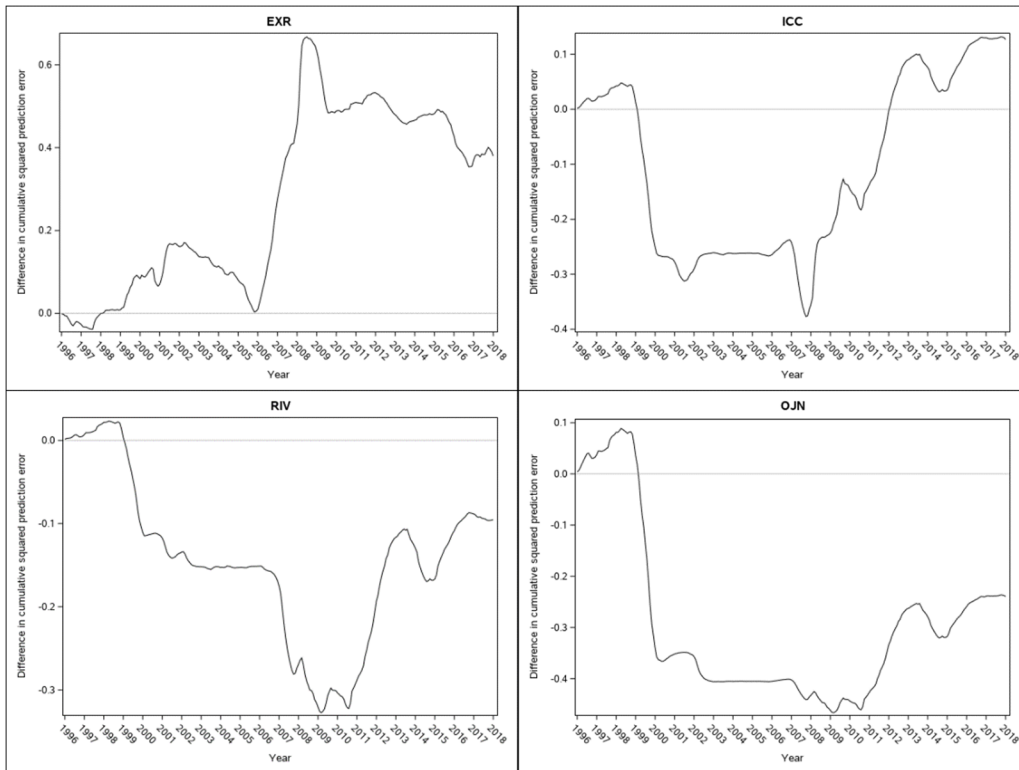 EXR
Difference in cumulative squared prediction error
0.6
0.4
0.2
0.0
1996 1997 1998 1999 2000 2001 2002 2003 2004 2005 2006 2007 2008 2009 2010 2011 2012 2013 2014 2015 2016 2017 2018
Year
ICC
Difference in cumulative squared prediction error
0.1
0.0
-0.1
-0.2
-0.3
-0.4
1996 1997 1998 1999 2000 2001 2002 2003 2004 2005 2006 2007 2008 2009 2010 2011 2012 2013 2014 2015 2016 2017 2018
Year
RIV
Difference in cumulative squared prediction error
0.0
-0.1
-0.2
-0.3
1996 1997 1998 1999 2000 2001 2002 2003 2004 2005 2006 2007 2008 2009 2010 2011 2012 2013 2014 2015 2016 2017 2018
Year
OJN
Difference in cumulative squared prediction error
0.1
0.0
-0.1
-0.2
-0.3
-0.4
1996 1997 1998 1999 2000 2001 2002 2003 2004 2005 2006 2007 2008 2009 2010 2011 2012 2013 2014 2015 2016 2017 2018
Year